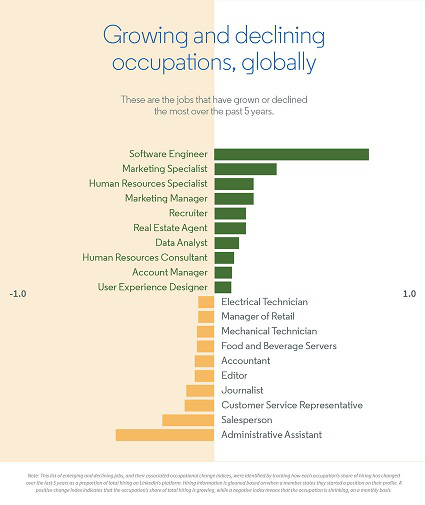 Growing and declining
occupations, globally
These are the jobs that have grown or declined
the most over the past 5 years.
Software Engineer
Marketing Specialist
Human Resources Specialist
Marketing Manager
Recruiter
Real Estate Agent
Data Analyst
Human Resources Consultant
Account Manager
User Experience Designer
-1.0
1.0
Electrical Technician
Manager of Retail
Mechanical Technician
Food and Beverage Servers
Accountant
Editor
Journalist
Customer Service Representative
Salesperson
Administrative Assistant
Note: This list of emerging and declining jobs, and their associated occupational change indices, were identified by tracking how each occupation's share of hiring has changed
over the last 5 years as a proportion of total hiring on LinkedIn's platform. Hiring information is gleaned based on when a member states they started a position on their profile. A
positive change index indicates that the occupation's share of total hiring is growing, while a negative index means that the occupation is shrinking, on a monthly basis.